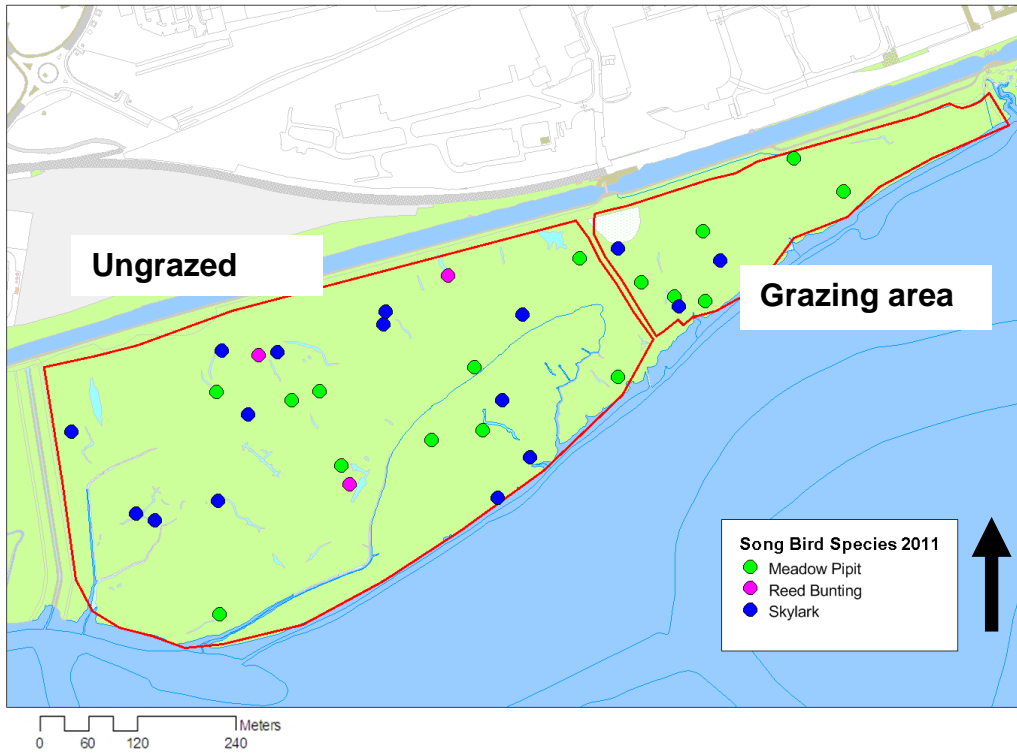 Ungrazed
Grazing area
Song Bird Species 2011
Meadow Pipit
Reed Bunting
Skylark
Meters
0 60 120 240